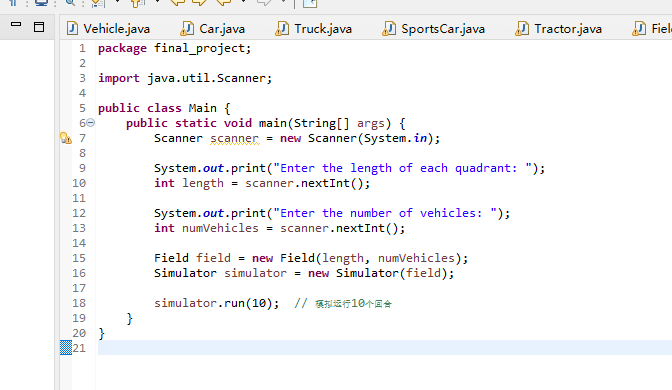 Vehicle.java Car.java Truck.java SportsCar.java Tractor.java Fiel
1 package final_project;
2
3 import java.util.Scanner;
4
5 public class Main {
6 public static void main(String[] args) {
7 Scanner scanner = new Scanner(System.in);
8
9 System.out.print("Enter the length of each quadrant: ");
10 int length = scanner.nextInt();
11
12 System.out.print("Enter the number of vehicles: ");
13 int numVehicles = scanner.nextInt();
14
15 Field field = new Field(length, numVehicles);
16 Simulator simulator = new Simulator(field);
17
18 simulator.run(10); // 模拟运行10个回合
19 }
20 }
21